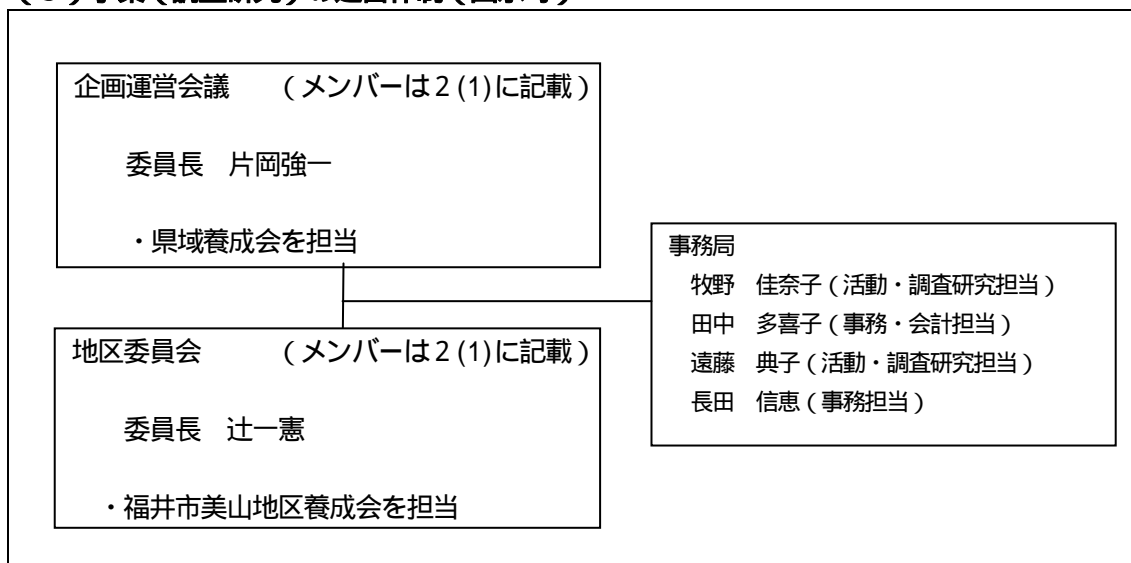 企画運営会議　　（メンバーは２(1)に記載）
委員長　片岡強一
・県域養成会を担当
地区委員会　　　（メンバーは２(1)に記載）
委員長　辻一憲
・福井市美山地区養成会を担当
事務局
牧野　佳奈子（活動・調査研究担当）
田中　多喜子（事務・会計担当）
遠藤　典子（活動・調査研究担当）
長田　信恵（事務担当）